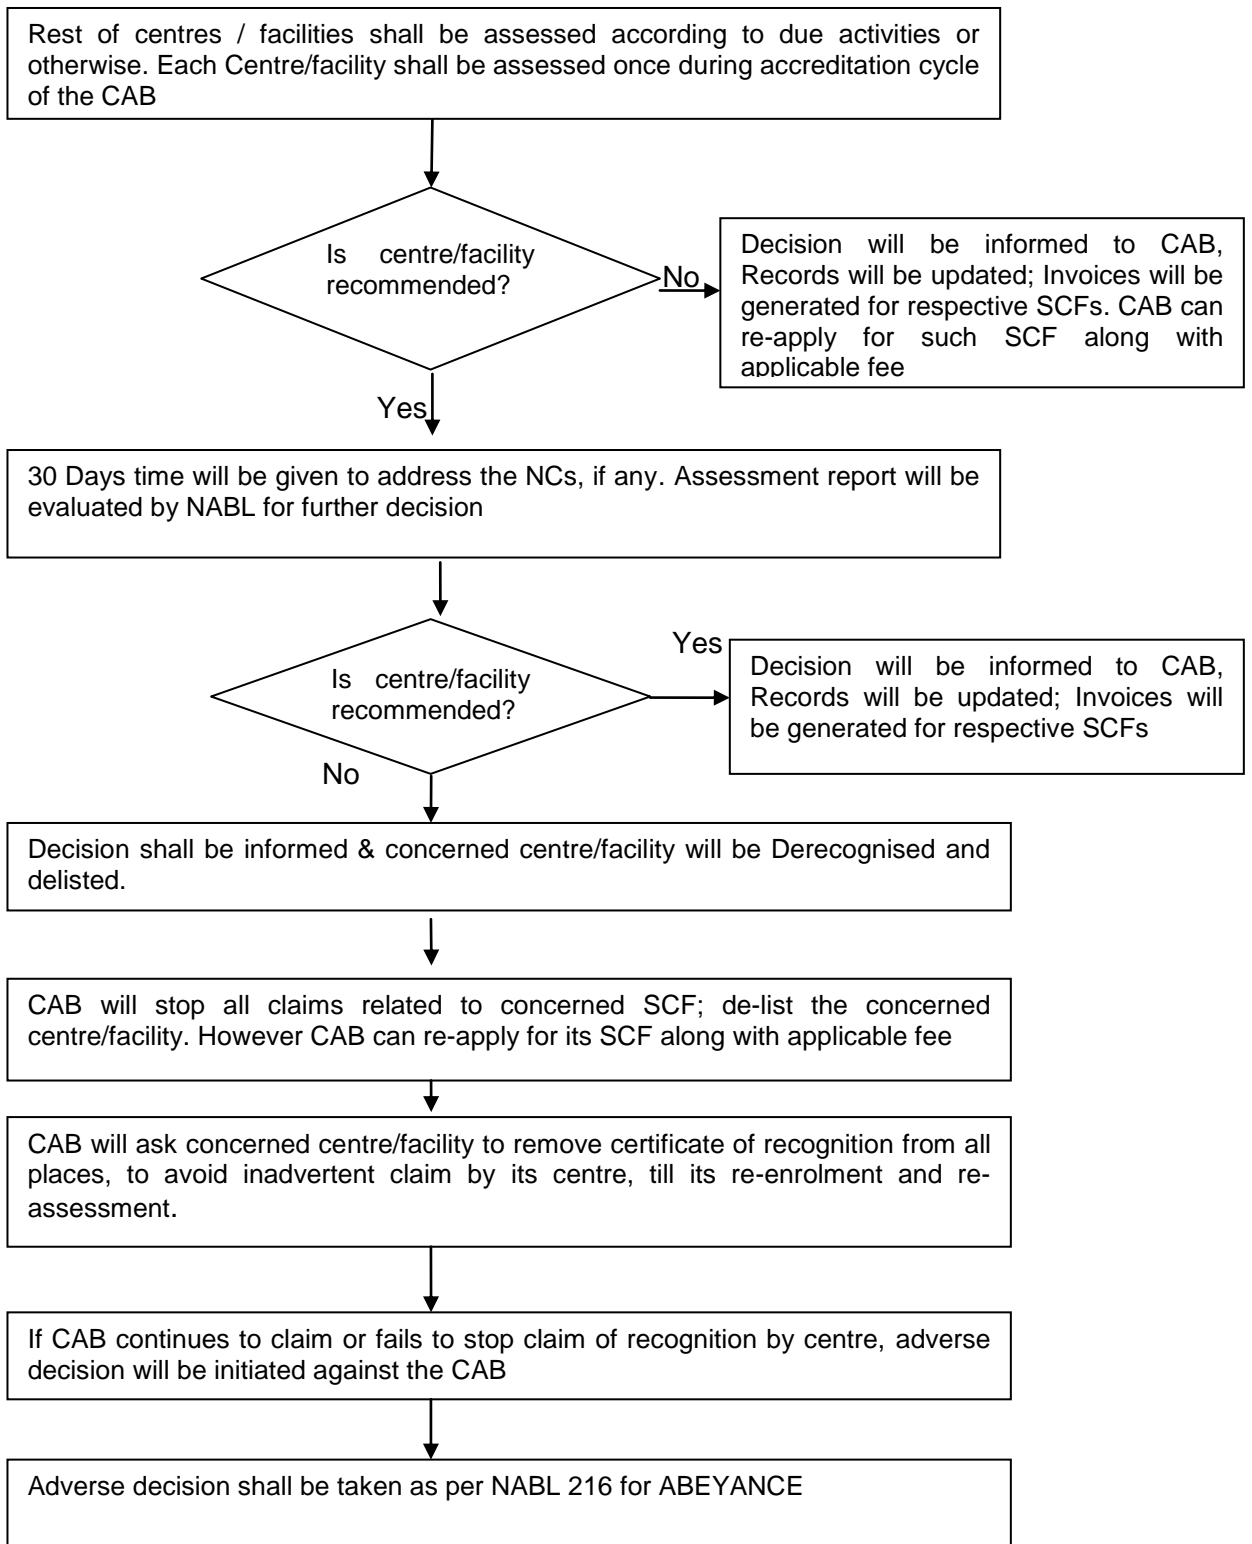 Rest of centres / facilities shall be assessed according to due activities or
otherwise. Each Centre/facility shall be assessed once during accreditation cycle
of the CAB
Is centre/facility
recommended?
No
Decision will be informed to CAB,
Records will be updated; Invoices will be
generated for respective SCFs. CAB can
re-apply for such SCF along with
applicable fee
Yes
30 Days time will be given to address the NCs, if any. Assessment report will be
evaluated by NABL for further decision
Is centre/facility
recommended?
Yes
Decision will be informed to CAB,
Records will be updated; Invoices will
be generated for respective SCFs
No
Decision shall be informed & concerned centre/facility will be Derecognised and
delisted.
CAB will stop all claims related to concerned SCF; de-list the concerned
centre/facility. However CAB can re-apply for its SCF along with applicable fee
CAB will ask concerned centre/facility to remove certificate of recognition from all
places, to avoid inadvertent claim by its centre, till its re-enrolment and re-
assessment.
If CAB continues to claim or fails to stop claim of recognition by centre, adverse
decision will be initiated against the CAB
Adverse decision shall be taken as per NABL 216 for ABEYANCE